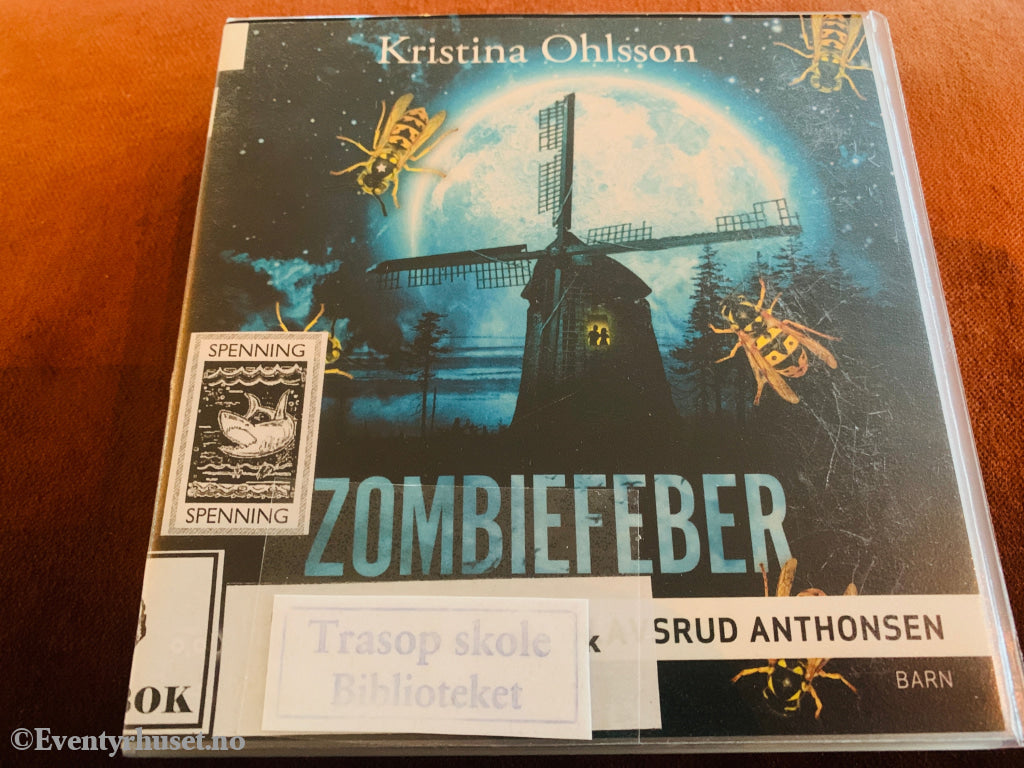 Kristina Ohlsson
SPENNING
SPENNING
ZOMBIEFEBER
SRUD ANTHONSEN
BARN
Trasop skole
Biblioteket
BOK
©Eventyrhuset.no